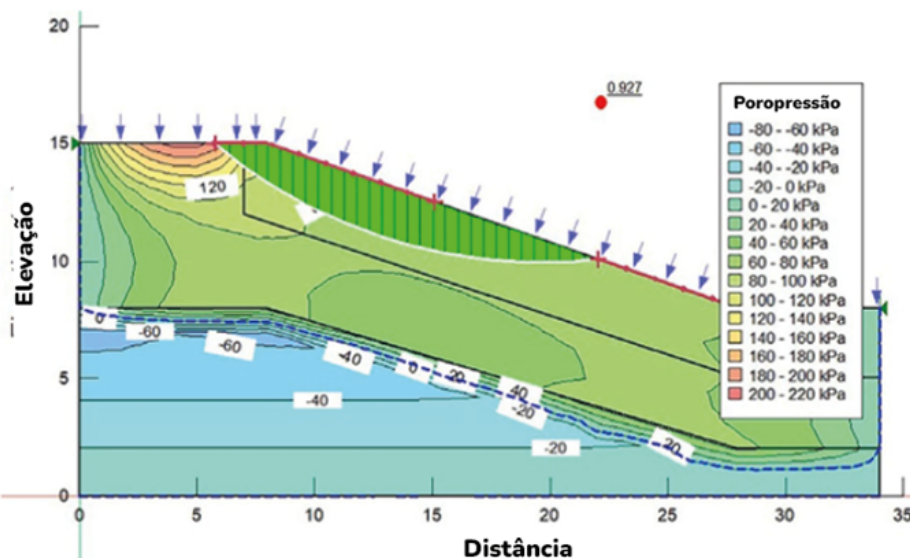 20
15
10
5
0
Elevação
0.927
Poropressão
-80 - -60 kPa
-60 - -40 kPa
-40 - -20 kPa
-20 - 0 kPa
0 - 20 kPa
20 - 40 kPa
40 - 60 kPa
60 - 80 kPa
80 - 100 kPa
100 - 120 kPa
120 - 140 kPa
140 - 160 kPa
160 - 180 kPa
180 - 200 kPa
200 - 220 kPa
120
0
-60
-60
-40
0
20
40
-20
-40
-20
20
0
5
10
15
20
25
30
35
Distância